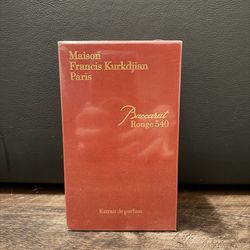 Maison
Francis Kurkdjian
Paris
Baccarat
Rouge 540
Extrait de parfum